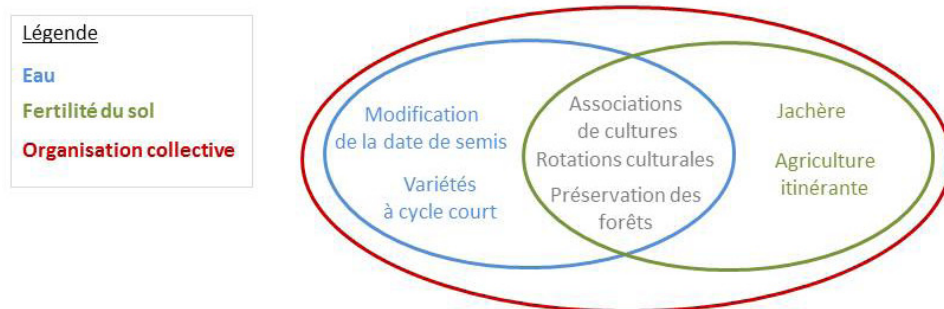 Légende
Eau
Fertilité du sol
Organisation collective
Modification
de la date de semis
Variétés
à cycle court
Associations
de cultures
Rotations culturales
Préservation des
forêts
Jachère
Agriculture
itinérante